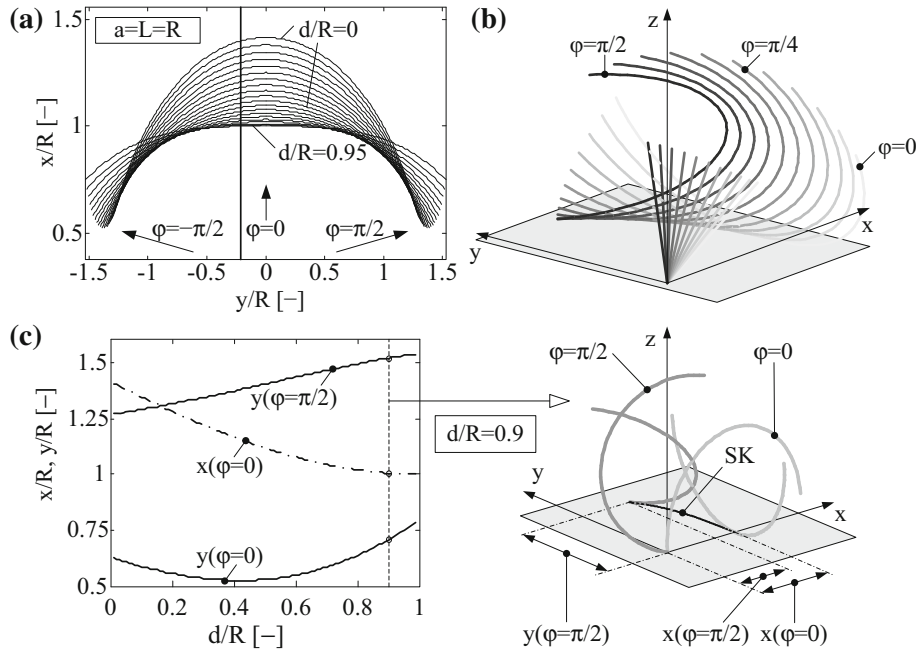 (a)
a=L=R
d/R=0
d/R=0.95
φ=−π/2
φ=0
φ=π/2
x/R [−]
1.5
1
0.5
-1.5
-1
-0.5
0
0.5
1
1.5
y/R [−]
(b)
z
φ=π/2
φ=π/4
φ=0
x
y
(c)
x/R, y/R [−]
1.5
1.25
1
0.75
0.5
y(φ=π/2)
x(φ=0)
y(φ=0)
0
0.2
0.4
0.6
0.8
1
d/R [−]
d/R=0.9
z
φ=π/2
φ=0
SK
y
x
y(φ=π/2)
x(φ=π/2)
x(φ=0)